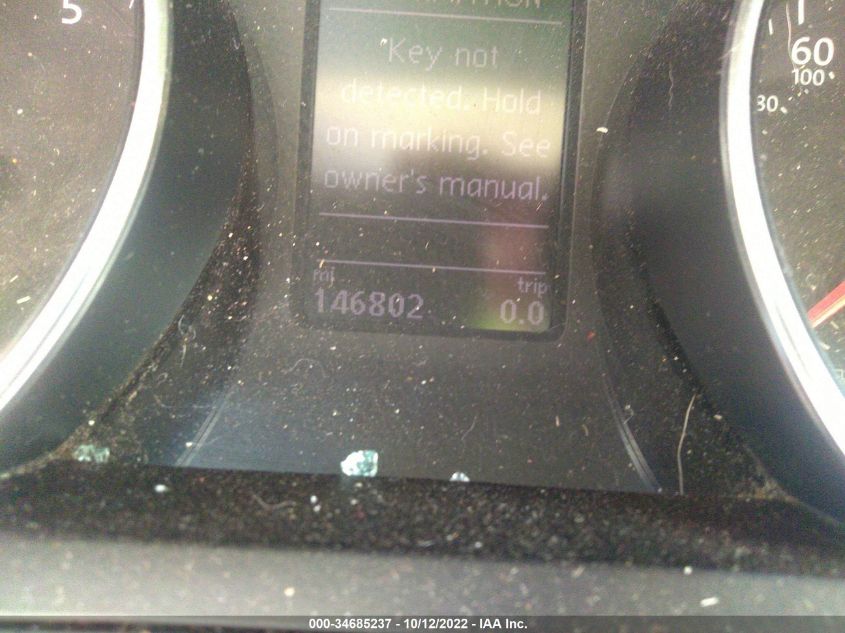 5
Key not
detected. Hold
on marking. See
owner's manual.
mi
trip
146802
0.0
60
100
80
000-34685237 - 10/12/2022 - IAA Inc.